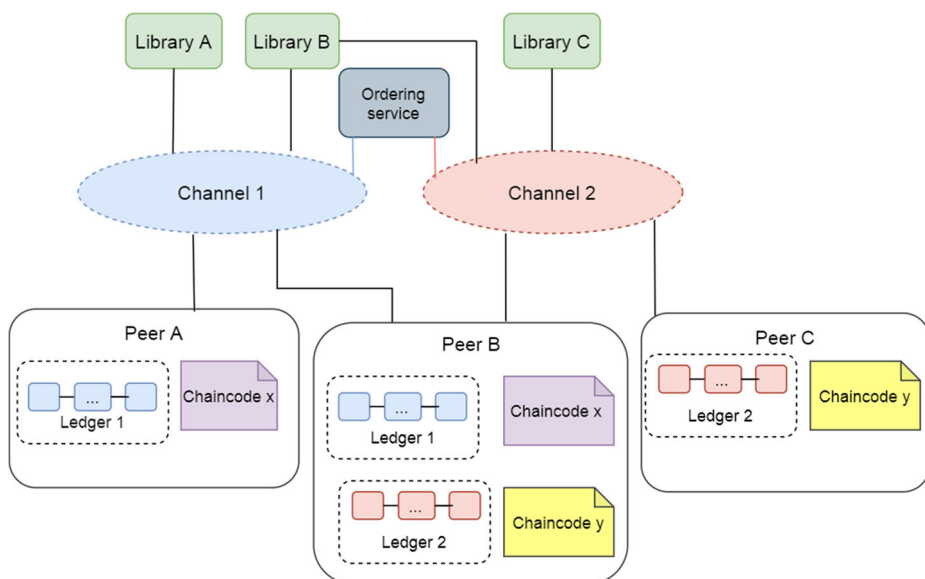 Library A
Library B
Library C
Ordering
service
Channel 1
Channel 2
Peer A
...
Ledger 1
Chaincode x
Peer B
...
Ledger 1
Chaincode x
...
Ledger 2
Chaincode y
Peer C
...
Ledger 2
Chaincode y